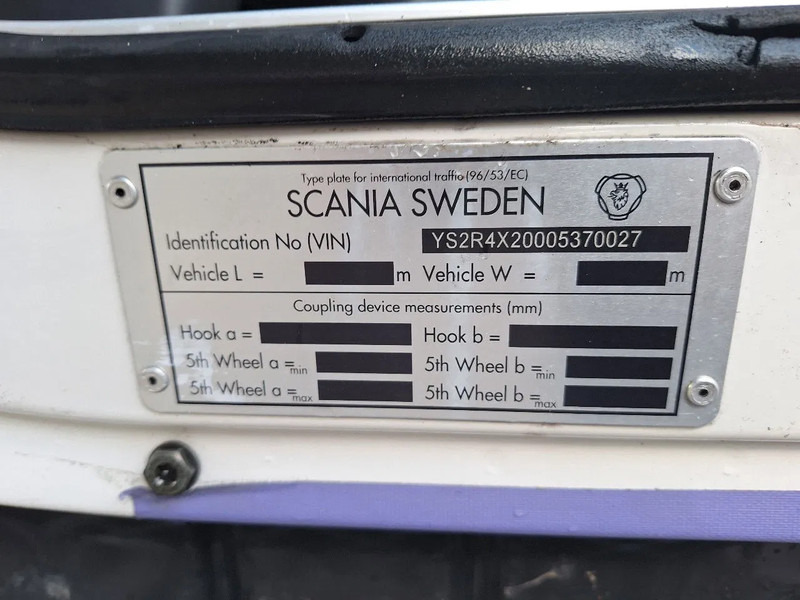 Type plate for international traffic (96/53/EC)
SCANIA SWEDEN
Identification No (VIN) YS2R4X20005370027
Vehicle L = m Vehicle W = m
Coupling device measurements (mm)
Hook a = Hook b =
5th Wheel a =min 5th Wheel b =min
5th Wheel a =max 5th Wheel b =max